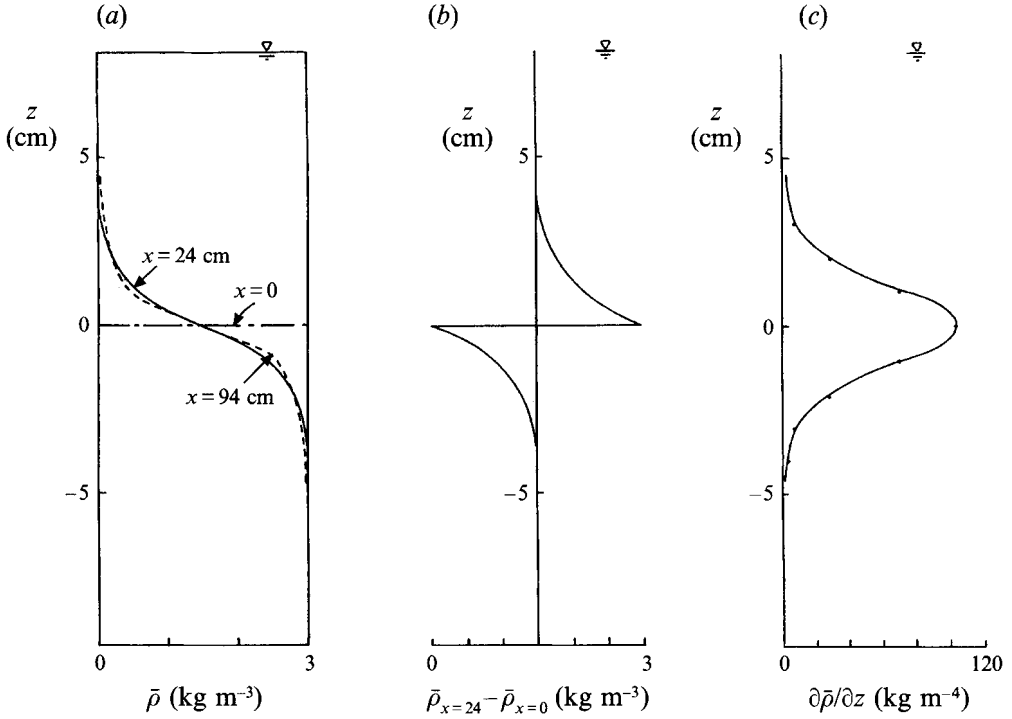 (a)
z
(cm)
5
0
−5
x = 24 cm
x = 0
x = 94 cm
0
3
ρ̄ (kg m⁻³)
(b)
z
(cm)
5
−5
0
3
ρ̄ₓ₌₂₄ − ρ̄ₓ₌₀ (kg m⁻³)
(c)
z
(cm)
5
0
−5
0
120
∂ρ̄/∂z (kg m⁻⁴)